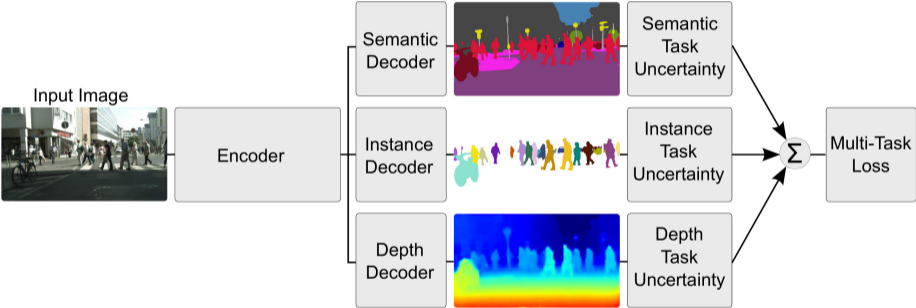 Input Image
Encoder
Semantic
Decoder
Semantic
Task
Uncertainty
Instance
Decoder
Instance
Task
Uncertainty
Depth
Decoder
Depth
Task
Uncertainty
Σ
Multi-Task
Loss